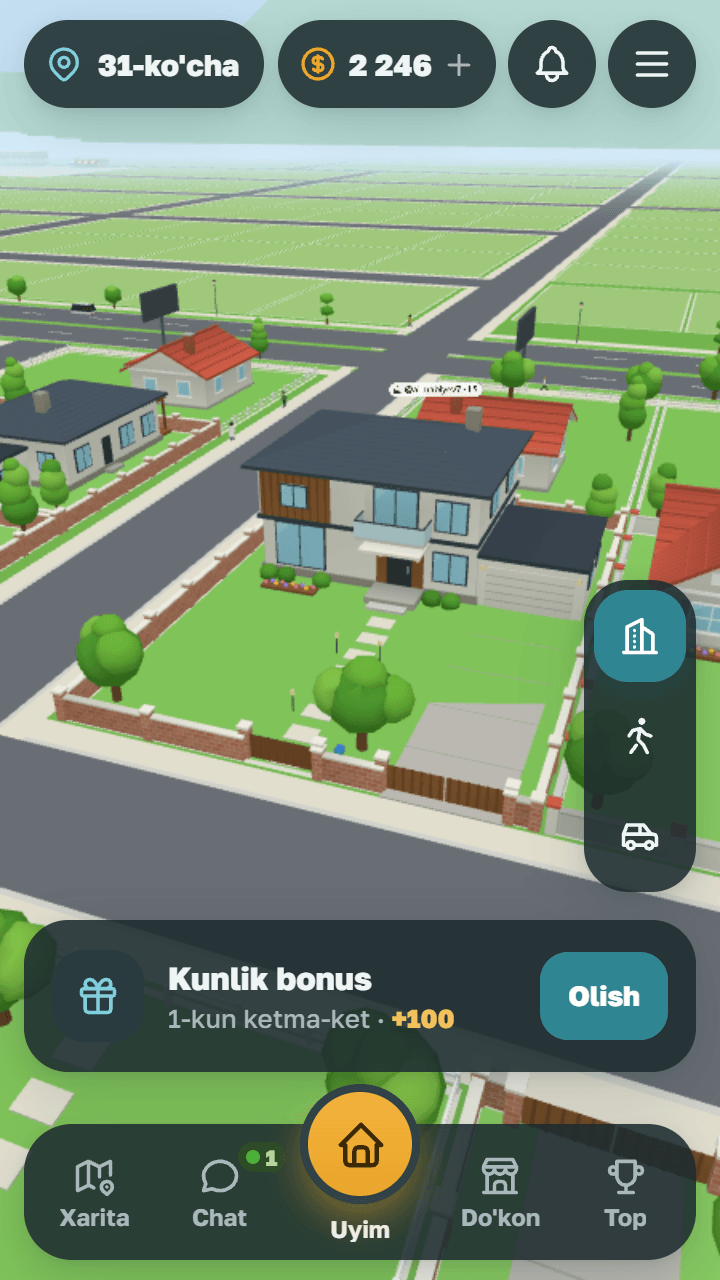 31-ko'cha
2 246 +
Kunlik bonus
1-kun ketma-ket · +100
Olish
1
Xarita
Chat
Uyim
Do'kon
Top